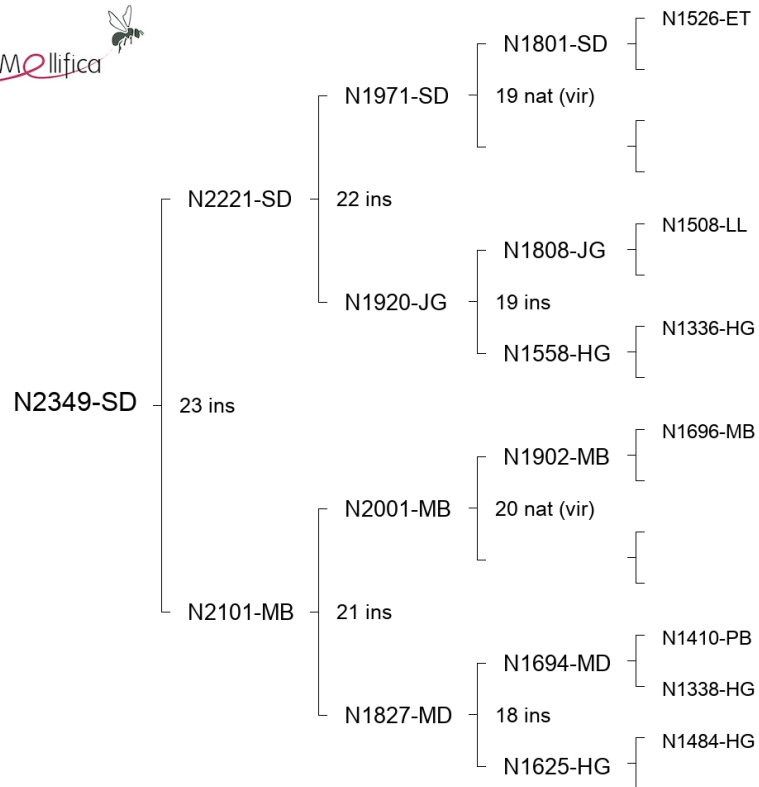 Mellifica
N1526-ET
N1801-SD
N1971-SD
19 nat (vir)
N2221-SD
22 ins
N1508-LL
N1808-JG
N1920-JG
19 ins
N1336-HG
N1558-HG
N2349-SD
23 ins
N1696-MB
N1902-MB
N2001-MB
20 nat (vir)
N2101-MB
21 ins
N1410-PB
N1694-MD
N1338-HG
N1827-MD
18 ins
N1484-HG
N1625-HG